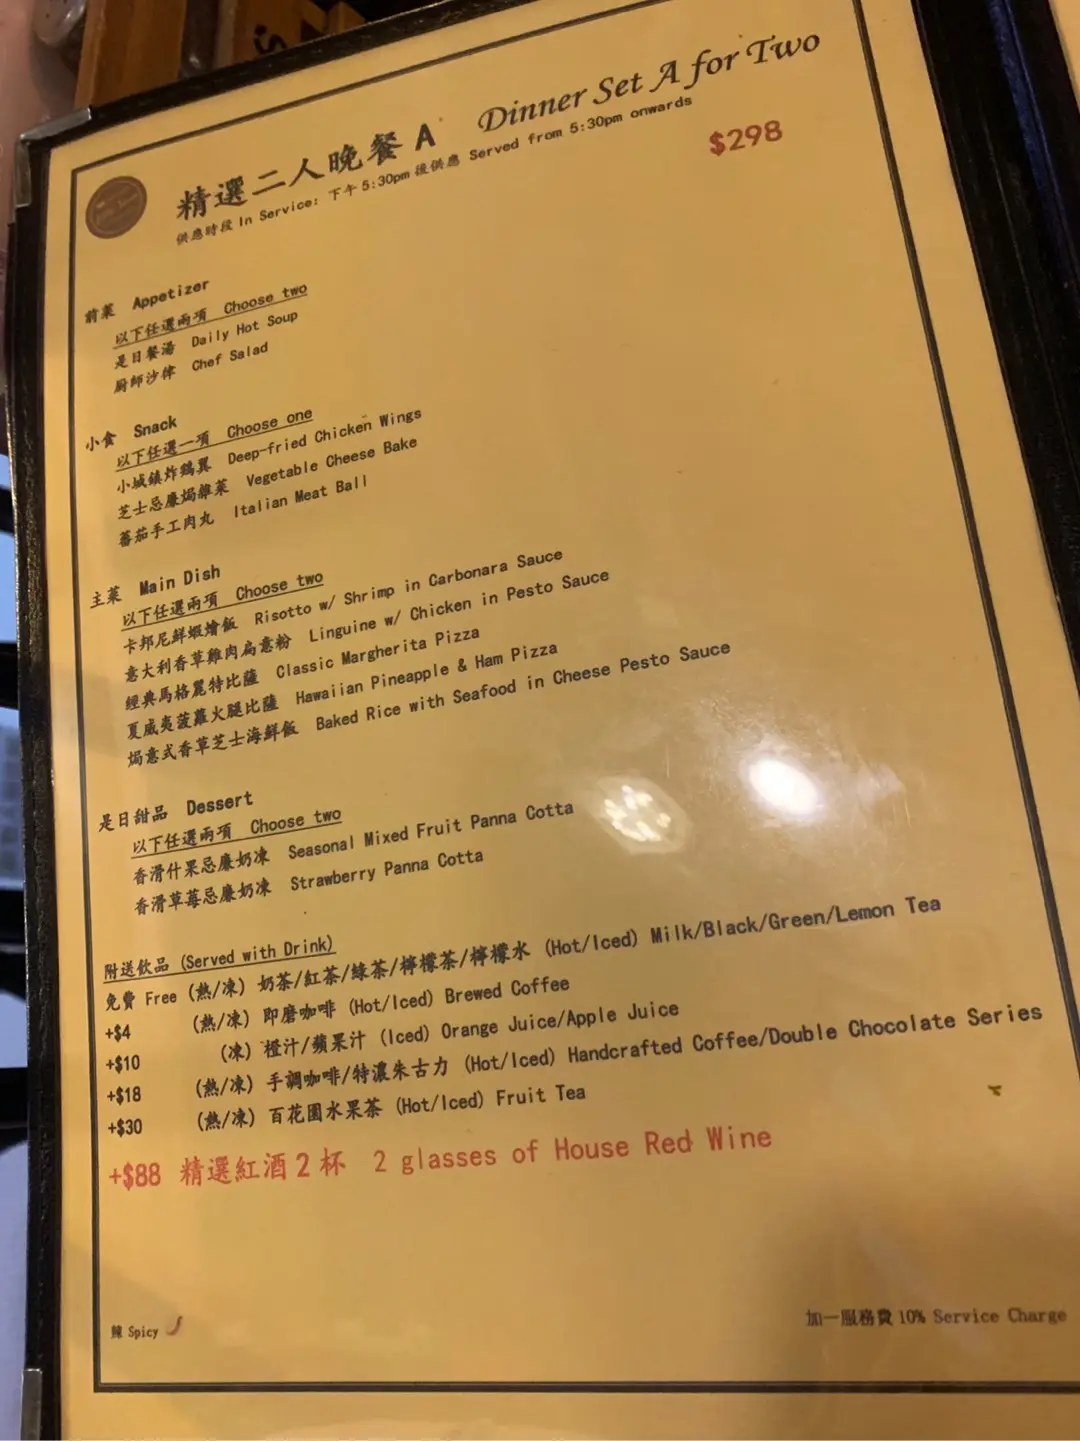 精選二人晚餐 A Dinner Set A for Two
供應時段 In Service: 下午 5:30pm 後供應 Served from 5:30pm onwards
$298
前菜 Appetizer
以下任選兩項 Choose two
是日餐湯 Daily Hot Soup
廚師沙律 Chef Salad
小食 Snack
以下任選一項 Choose one
小城鎮炸鷄翼 Deep-fried Chicken Wings
芝士忌廉焗雜菜 Vegetable Cheese Bake
蕃茄手工肉丸 Italian Meat Ball
主菜 Main Dish
以下任選兩項 Choose two
卡邦尼鮮蝦燴飯 Risotto w/ Shrimp in Carbonara Sauce
意大利香草雞肉扁意粉 Linguine w/ Chicken in Pesto Sauce
經典馬格麗特比薩 Classic Margherita Pizza
夏威夷菠蘿火腿比薩 Hawaiian Pineapple & Ham Pizza
焗意式香草芝士海鮮飯 Baked Rice with Seafood in Cheese Pesto Sauce
是日甜品 Dessert
以下任選兩項 Choose two
香滑什果忌廉奶凍 Seasonal Mixed Fruit Panna Cotta
香滑草莓忌廉奶凍 Strawberry Panna Cotta
附送飲品 (Served with Drink)
免費 Free (熱/凍) 奶茶/紅茶/綠茶/檸檬茶/檸檬水 (Hot/Iced) Milk/Black/Green/Lemon Tea
+$4 (熱/凍) 即磨咖啡 (Hot/Iced) Brewed Coffee
+$10 (凍) 橙汁/蘋果汁 (Iced) Orange Juice/Apple Juice
+$18 (熱/凍) 手調咖啡/特濃朱古力 (Hot/Iced) Handcrafted Coffee/Double Chocolate Series
+$30 (熱/凍) 百花園水果茶 (Hot/Iced) Fruit Tea
+$88 精選紅酒2杯 2 glasses of House Red Wine
辣 Spicy
加一服務費 10% Service Charge